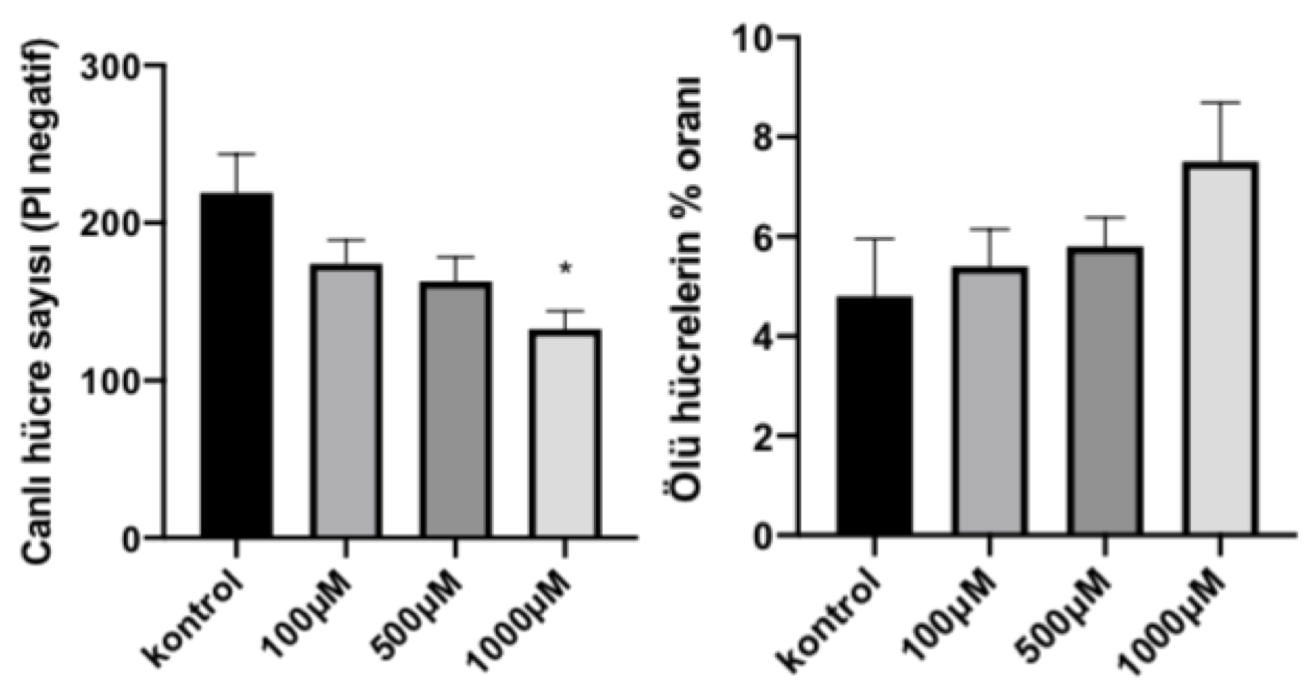 Canlı hücre sayısı (PI negatif)
300
200
100
0
*
kontrol
100µM
500µM
1000µM
Ölü hücrelerin % oranı
10
8
6
4
2
0
kontrol
100µM
500µM
1000µM